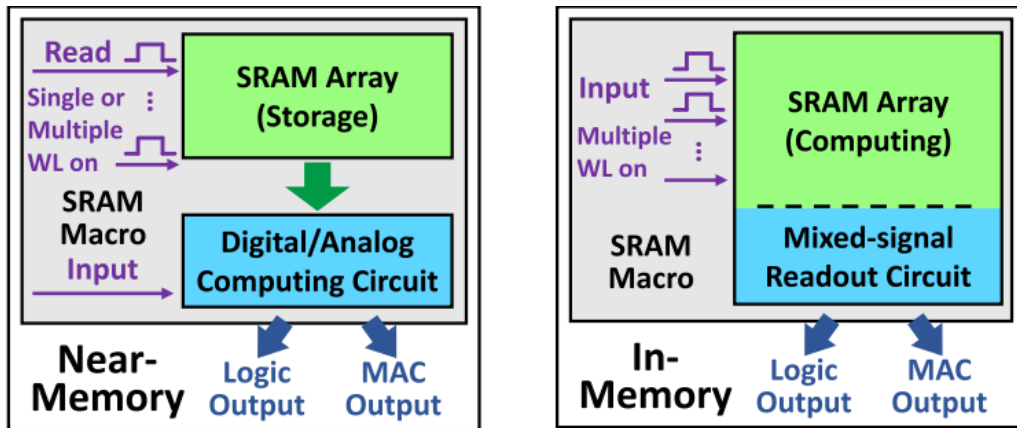 Read
Single or
Multiple
WL on
SRAM Array
(Storage)
SRAM
Macro
Input
Digital/Analog
Computing Circuit
Near-
Memory
Logic
Output
MAC
Output
Input
Multiple
WL on
SRAM Array
(Computing)
SRAM
Macro
Mixed-signal
Readout Circuit
In-
Memory
Logic
Output
MAC
Output